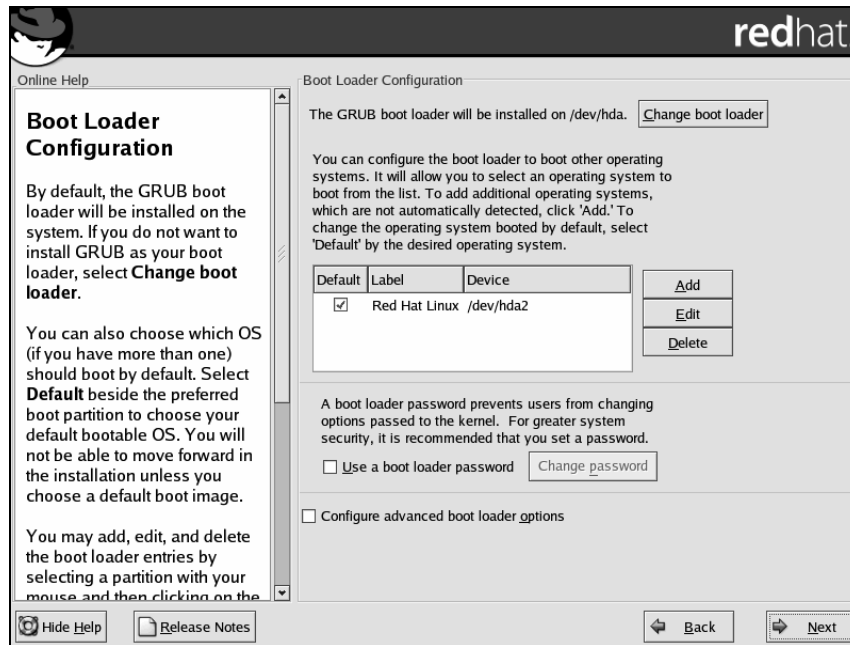 redhat
Online Help
Boot Loader
Configuration
By default, the GRUB boot
loader will be installed on the
system. If you do not want to
install GRUB as your boot
loader, select Change boot
loader.
You can also choose which OS
(if you have more than one)
should boot by default. Select
Default beside the preferred
boot partition to choose your
default bootable OS. You will
not be able to move forward in
the installation unless you
choose a default boot image.
You may add, edit, and delete
the boot loader entries by
selecting a partition with your
mouse and then clicking on the
Boot Loader Configuration
The GRUB boot loader will be installed on /dev/hda. Change boot loader
You can configure the boot loader to boot other operating
systems. It will allow you to select an operating system to
boot from the list. To add additional operating systems,
which are not automatically detected, click 'Add.' To
change the operating system booted by default, select
'Default' by the desired operating system.
Default Label Device
Red Hat Linux /dev/hda2
Add
Edit
Delete
A boot loader password prevents users from changing
options passed to the kernel. For greater system
security, it is recommended that you set a password.
Use a boot loader password Change password
Configure advanced boot loader options
Hide Help Release Notes Back Next